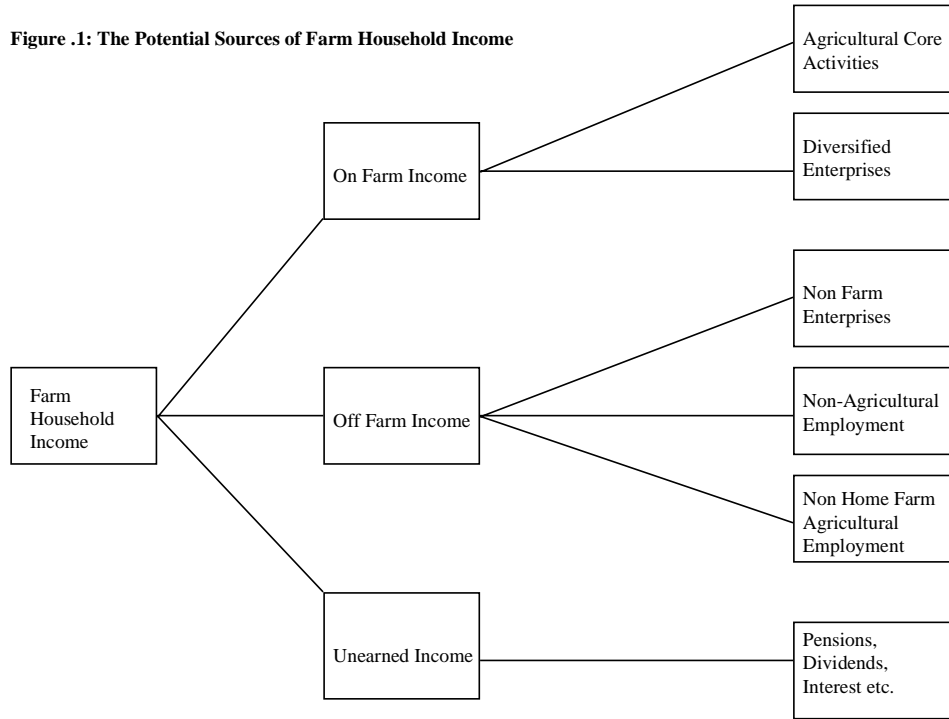 Figure .1: The Potential Sources of Farm Household Income
Agricultural Core
Activities
Diversified
Enterprises
On Farm Income
Non Farm
Enterprises
Farm
Household
Income
Off Farm Income
Non-Agricultural
Employment
Non Home Farm
Agricultural
Employment
Unearned Income
Pensions,
Dividends,
Interest etc.